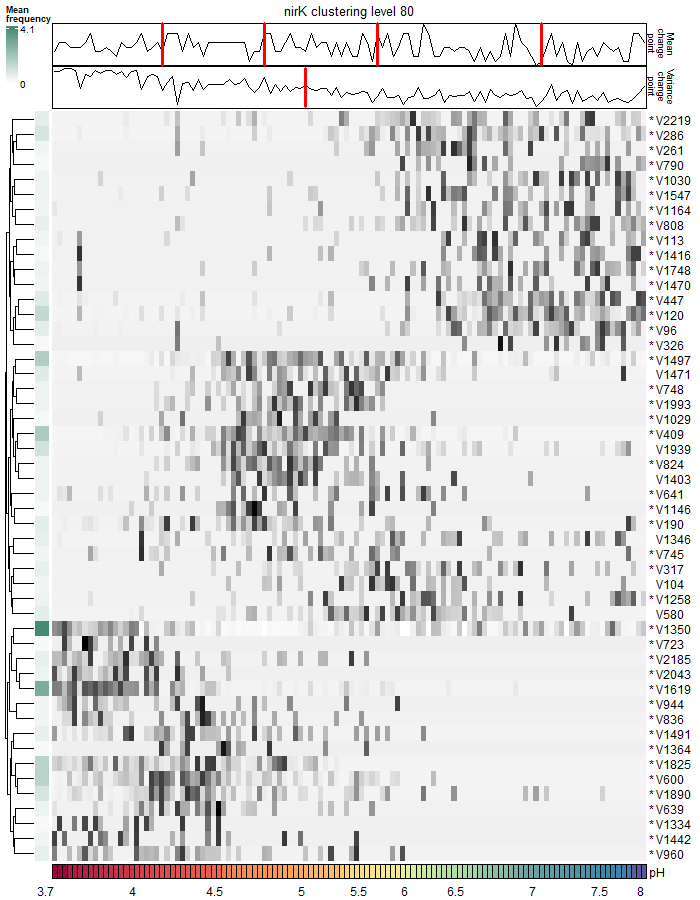 Mean
frequency
4.1
0
nirK clustering level 80
Mean
change
point
Variance
change
point
*V2219
*V286
*V261
*V790
*V1030
*V1547
*V1164
*V808
*V113
*V1416
*V1748
*V1470
*V447
*V120
*V96
*V326
*V1497
V1471
*V748
*V1993
*V1029
*V409
V1939
*V824
V1403
*V641
*V1146
*V190
V1346
*V745
*V317
V104
*V1258
V580
*V1350
*V723
*V2185
*V2043
*V1619
*V944
*V836
*V1491
*V1364
*V1825
*V600
*V1890
*V639
*V1334
*V1442
*V960
pH
3.7 4 4.5 5 5.5 6 6.5 7 7.5 8